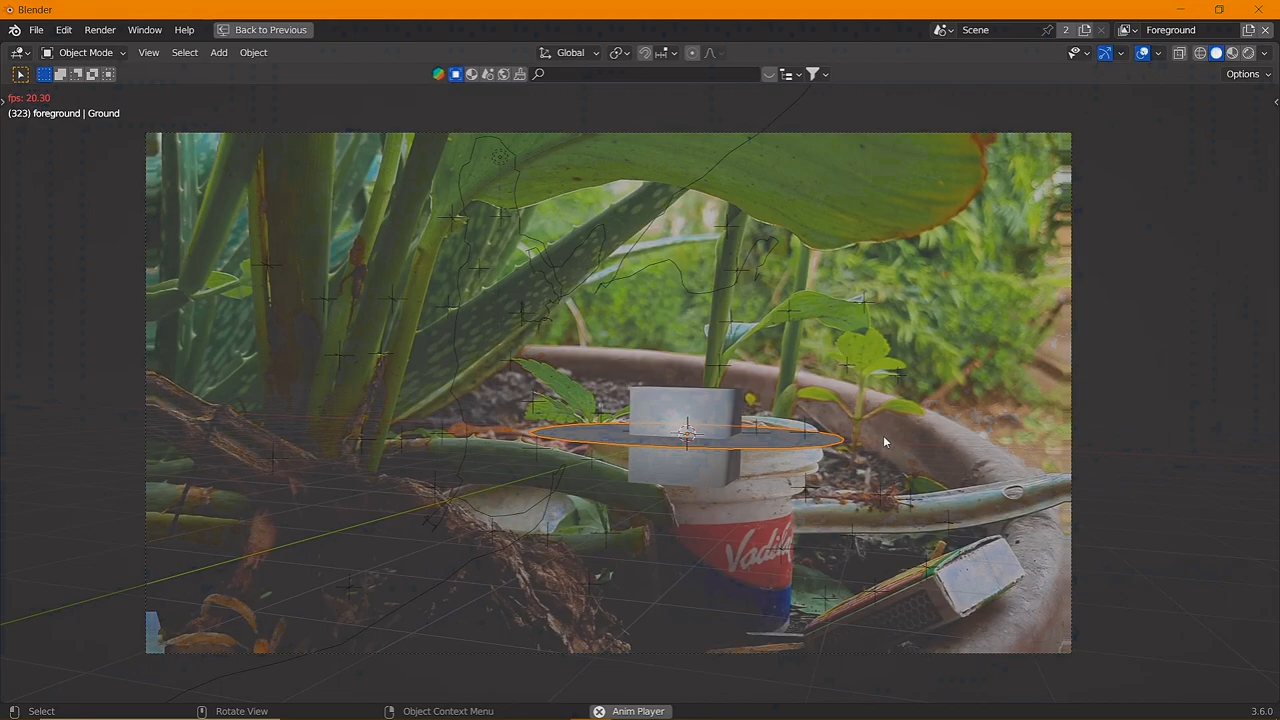 Blender
File Edit Render Window Help Back to Previous Scene 2 Foreground
Object Mode View Select Add Object Global
Options
fps: 20.30
(323) foreground | Ground
Vadila
Select Rotate View Object Context Menu Anim Player 3.6.0